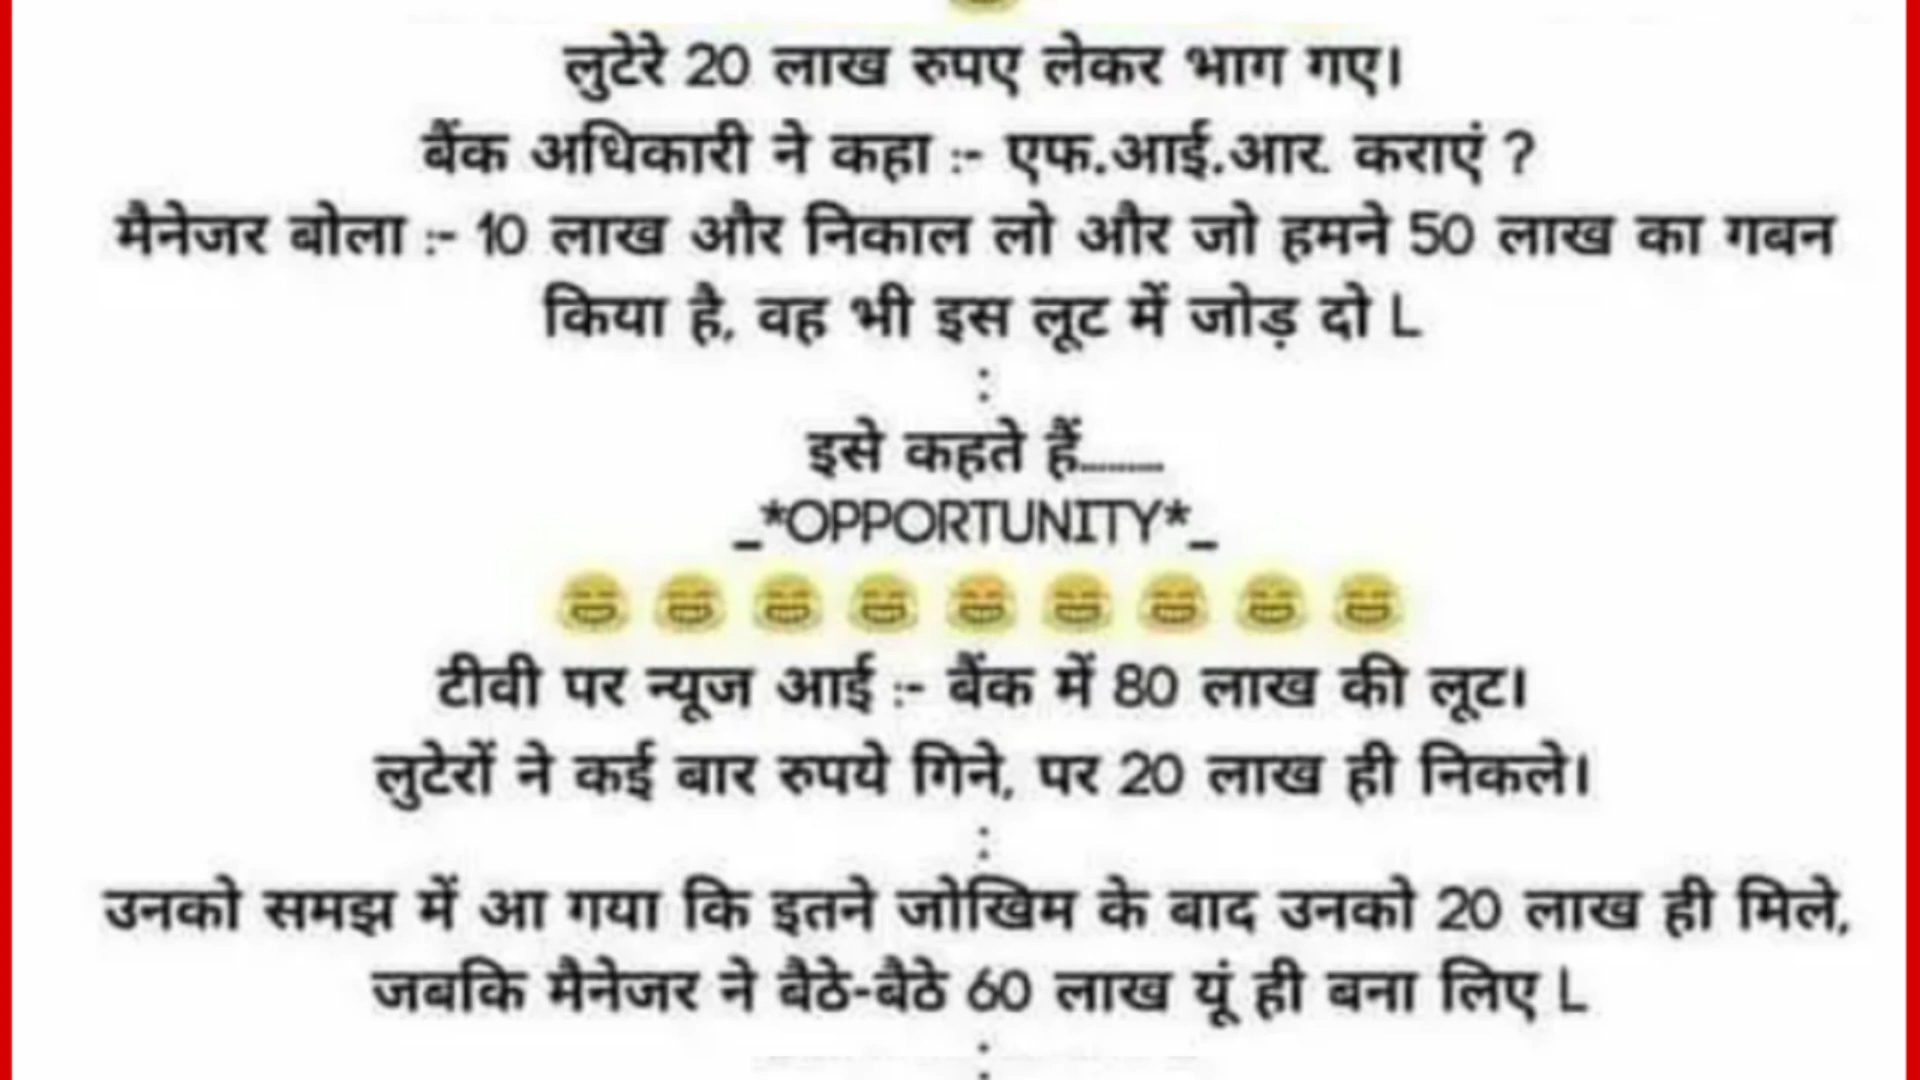 लुटेरे 20 लाख रुपए लेकर भाग गए।
बैंक अधिकारी ने कहा :- एफ.आई.आर. कराएं ?
मैनेजर बोला :- 10 लाख और निकाल लो और जो हमने 50 लाख का गबन
किया है, वह भी इस लूट में जोड़ दो L
:
इसे कहते हैं........
_*OPPORTUNITY*_
😂😂😂😂😂😂😂😂😂
टीवी पर न्यूज आई :- बैंक में 80 लाख की लूट।
लुटेरों ने कई बार रुपये गिने, पर 20 लाख ही निकले।
:
उनको समझ में आ गया कि इतने जोखिम के बाद उनको 20 लाख ही मिले,
जबकि मैनेजर ने बैठे-बैठे 60 लाख यूं ही बना लिए L
: